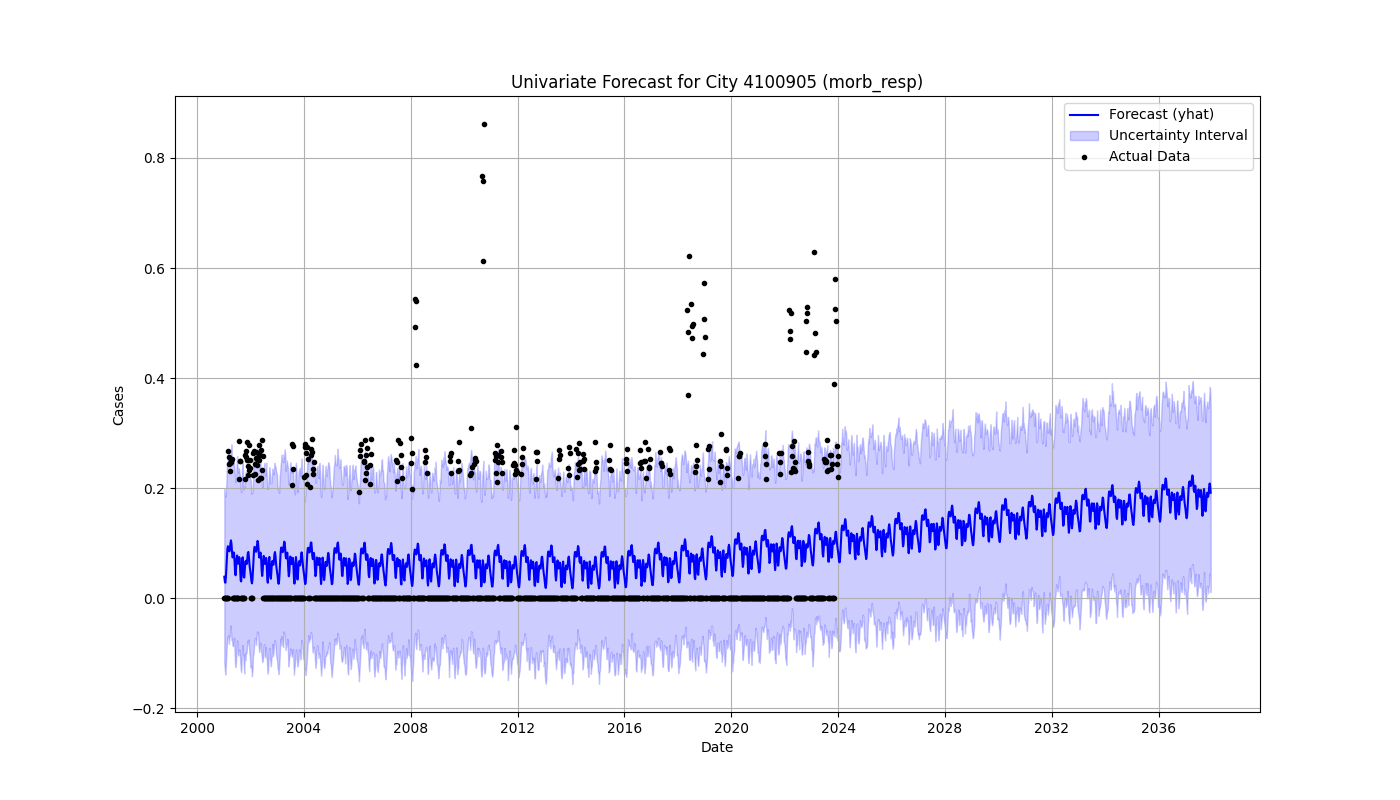 Univariate Forecast for City 4100905 (morb_resp)
Forecast (yhat)
Uncertainty Interval
Actual Data
Cases
0.8
0.6
0.4
0.2
0.0
−0.2
2000 2004 2008 2012 2016 2020 2024 2028 2032 2036
Date